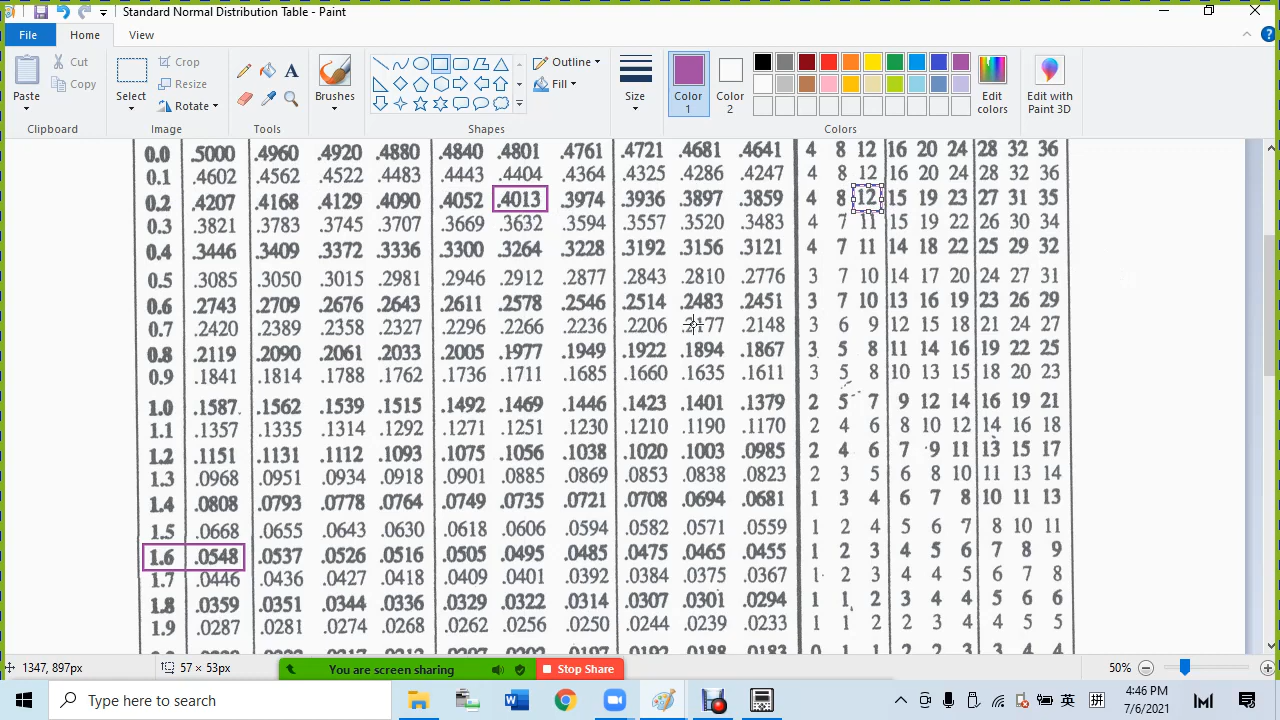 Standard Normal Distribution Table - Paint
File Home View
Paste Cut Copy Select Crop Resize Rotate Brushes Outline Fill Size Color 1 Color 2 Edit colors Edit with Paint 3D
Clipboard Image Tools Shapes Colors
0.0 .5000 .4960 .4920 .4880 .4840 .4801 .4761 .4721 .4681 .4641 4 8 12 16 20 24 28 32 36
0.1 .4602 .4562 .4522 .4483 .4443 .4404 .4364 .4325 .4286 .4247 4 8 12 16 20 24 28 32 36
0.2 .4207 .4168 .4129 .4090 .4052 .4013 .3974 .3936 .3897 .3859 4 8 12 15 19 23 27 31 35
0.3 .3821 .3783 .3745 .3707 .3669 .3632 .3594 .3557 .3520 .3483 4 7 11 15 19 22 26 30 34
0.4 .3446 .3409 .3372 .3336 .3300 .3264 .3228 .3192 .3156 .3121 4 7 11 14 18 22 25 29 32
0.5 .3085 .3050 .3015 .2981 .2946 .2912 .2877 .2843 .2810 .2776 3 7 10 14 17 20 24 27 31
0.6 .2743 .2709 .2676 .2643 .2611 .2578 .2546 .2514 .2483 .2451 3 7 10 13 16 19 23 26 29
0.7 .2420 .2389 .2358 .2327 .2296 .2266 .2236 .2206 .2177 .2148 3 6 9 12 15 18 21 24 27
0.8 .2119 .2090 .2061 .2033 .2005 .1977 .1949 .1922 .1894 .1867 3 5 8 11 14 16 19 22 25
0.9 .1841 .1814 .1788 .1762 .1736 .1711 .1685 .1660 .1635 .1611 3 5 8 10 13 15 18 20 23
1.0 .1587 .1562 .1539 .1515 .1492 .1469 .1446 .1423 .1401 .1379 2 5 7 9 12 14 16 19 21
1.1 .1357 .1335 .1314 .1292 .1271 .1251 .1230 .1210 .1190 .1170 2 4 6 8 10 12 14 16 18
1.2 .1151 .1131 .1112 .1093 .1075 .1056 .1038 .1020 .1003 .0985 2 4 6 7 9 11 13 15 17
1.3 .0968 .0951 .0934 .0918 .0901 .0885 .0869 .0853 .0838 .0823 2 3 5 6 8 10 11 13 14
1.4 .0808 .0793 .0778 .0764 .0749 .0735 .0721 .0708 .0694 .0681 1 3 4 6 7 8 10 11 13
1.5 .0668 .0655 .0643 .0630 .0618 .0606 .0594 .0582 .0571 .0559 1 2 4 5 6 7 8 10 11
1.6 .0548 .0537 .0526 .0516 .0505 .0495 .0485 .0475 .0465 .0455 1 2 3 4 5 6 7 8 9
1.7 .0446 .0436 .0427 .0418 .0409 .0401 .0392 .0384 .0375 .0367 1 2 3 4 4 5 6 7 8
1.8 .0359 .0351 .0344 .0336 .0329 .0322 .0314 .0307 .0301 .0294 1 1 2 3 4 4 5 6 6
1.9 .0287 .0281 .0274 .0268 .0262 .0256 .0250 .0244 .0239 .0233 1 1 2 2 3 4 4 5 5
1347, 897px 57 × 53px You are screen sharing Stop Share 50%
Type here to search 英 拼 4:46 PM
7/6/2021